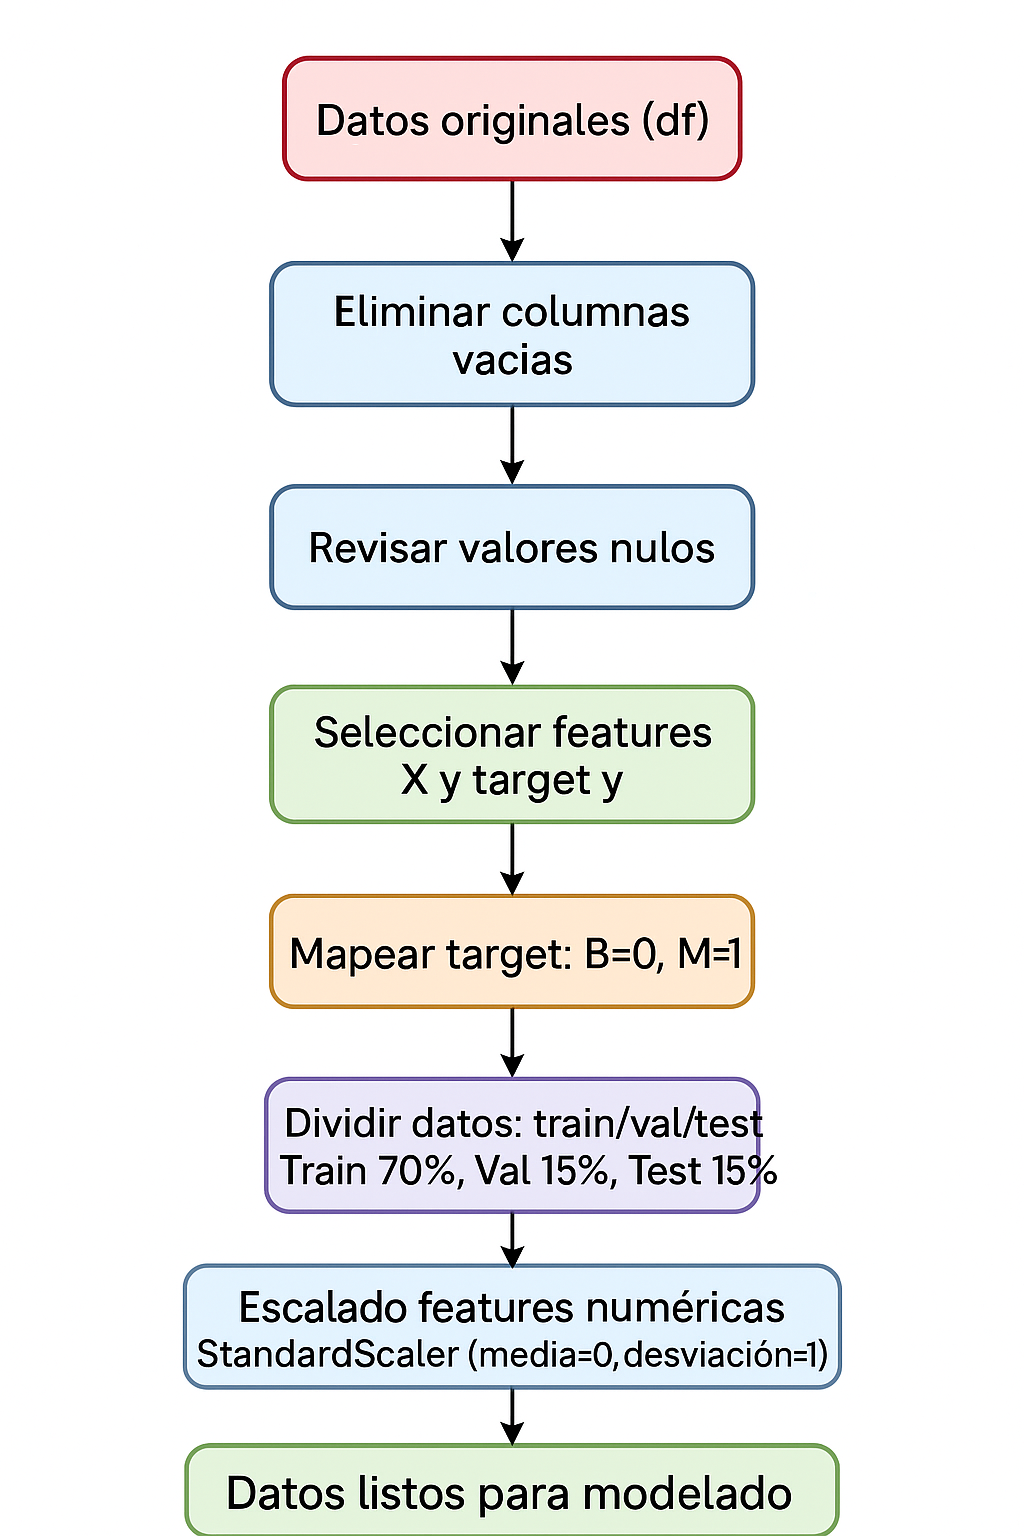 Datos originales (df)
Eliminar columnas
vacias
Revisar valores nulos
Seleccionar features
X y target y
Mapear target: B=0, M=1
Dividir datos: train/val/test
Train 70%, Val 15%, Test 15%
Escalado features numéricas
StandardScaler (media=0, desviación=1)
Datos listos para modelado